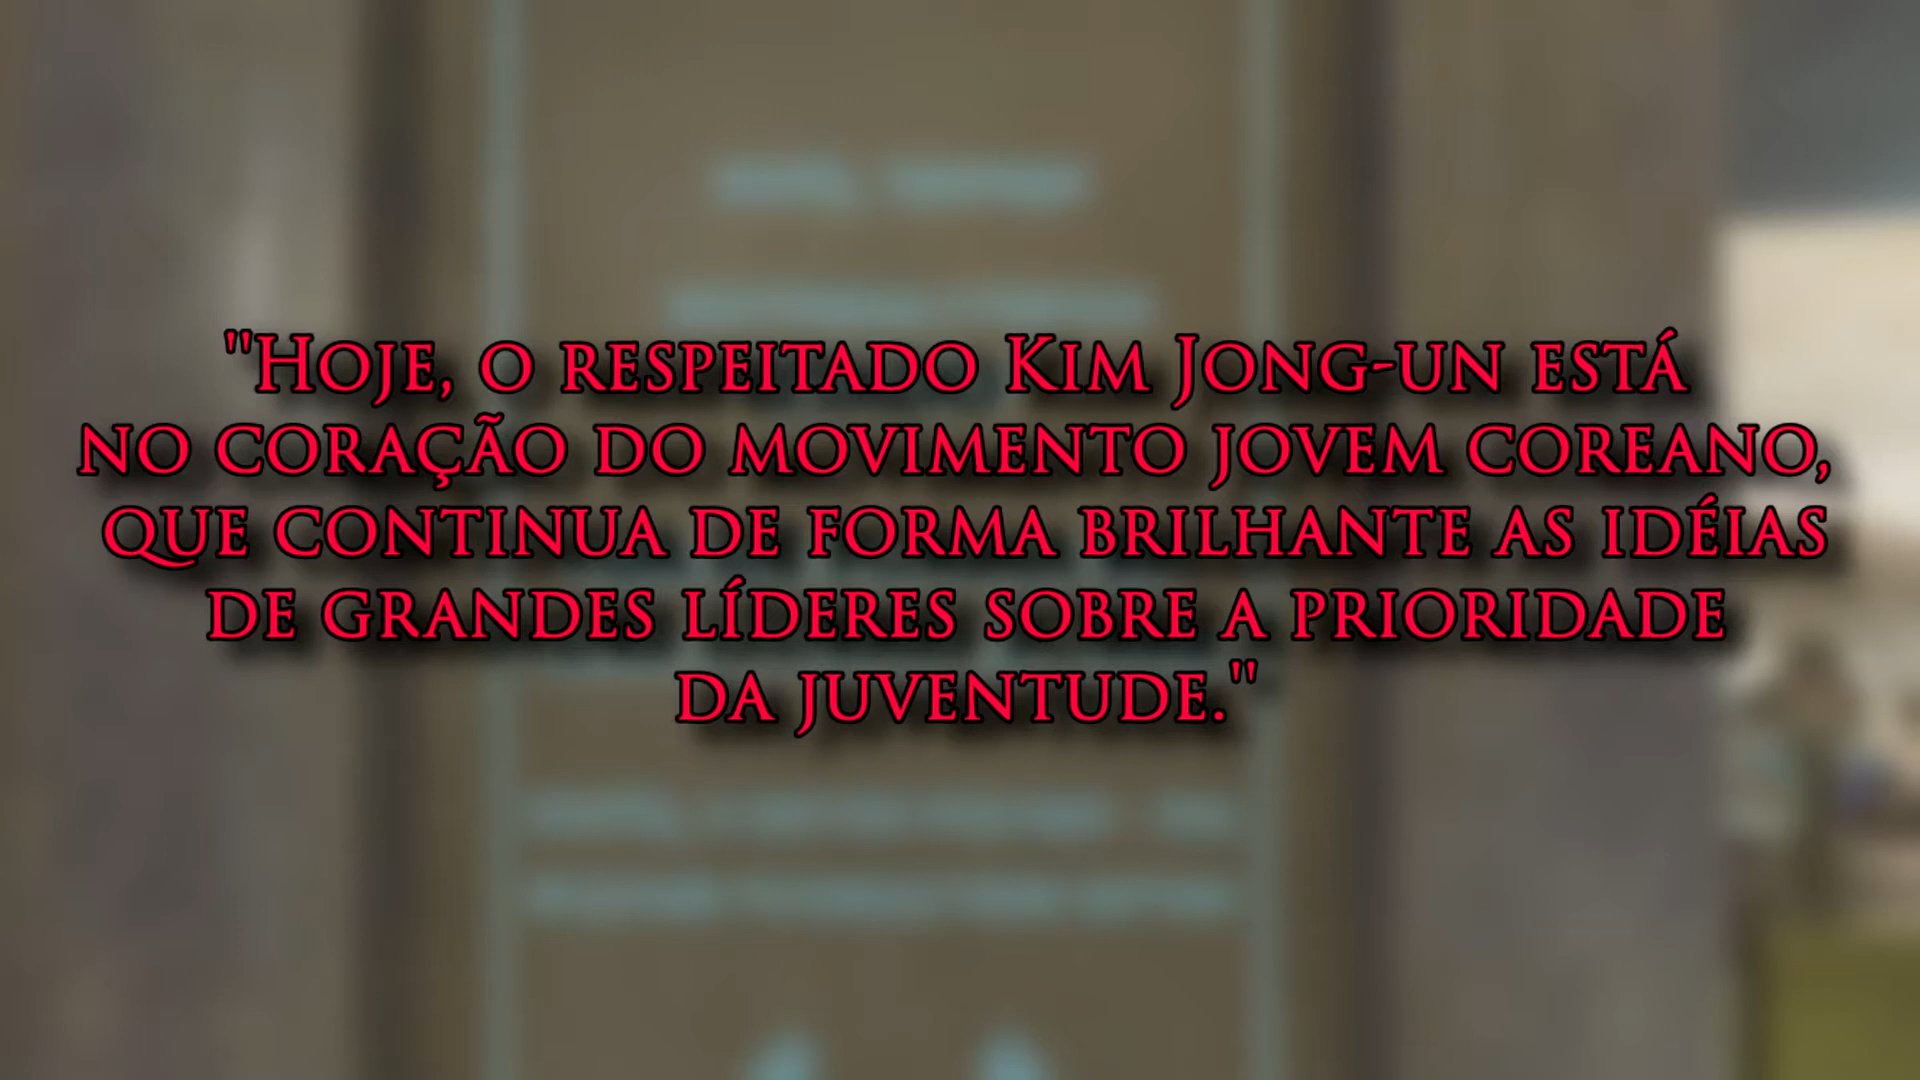 "Hoje, o respeitado Kim Jong-un está
no coração do movimento jovem coreano,
que continua de forma brilhante as idéias
de grandes líderes sobre a prioridade
da juventude."